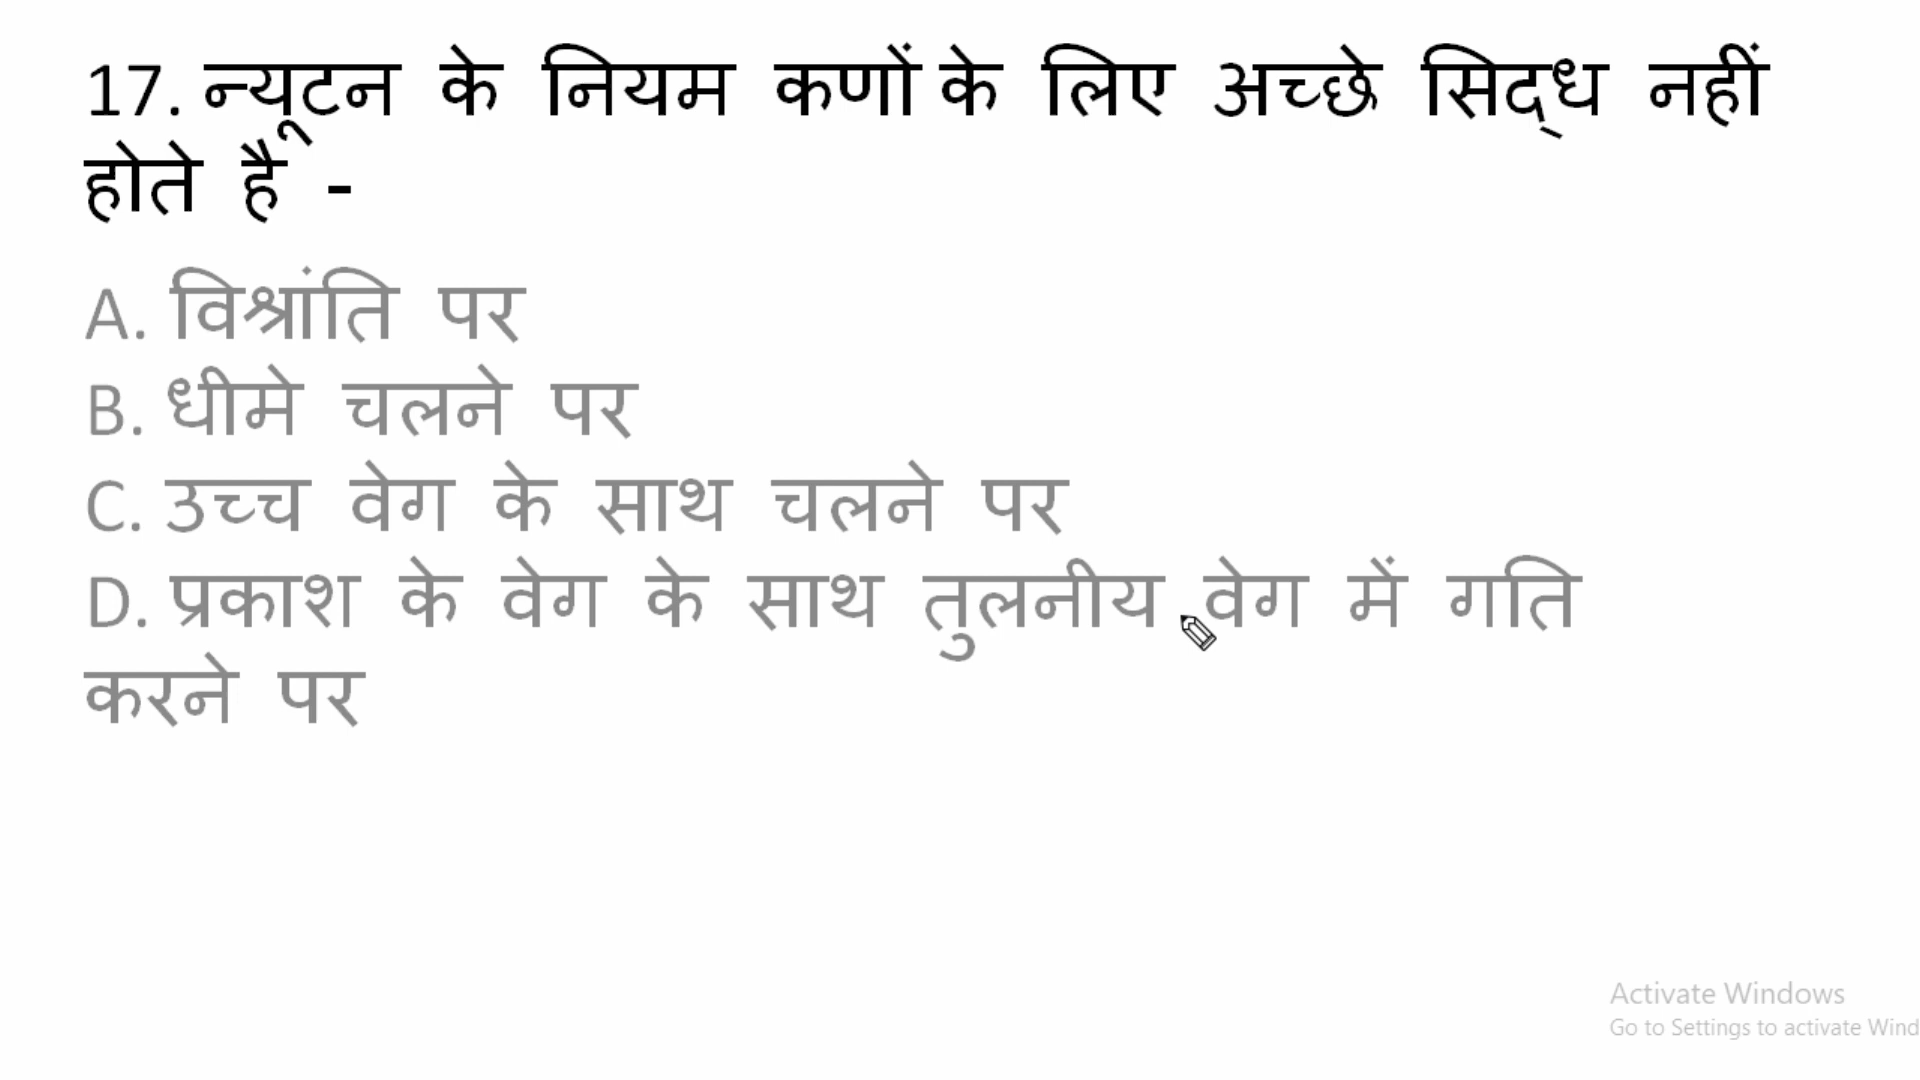 17. न्यूटन के नियम कणों के लिए अच्छे सिद्ध नहीं
होते है -
A. विश्रांति पर
B. धीमे चलने पर
C. उच्च वेग के साथ चलने पर
D. प्रकाश के वेग के साथ तुलनीय वेग में गति
करने पर
Activate Windows
Go to Settings to activate Wind